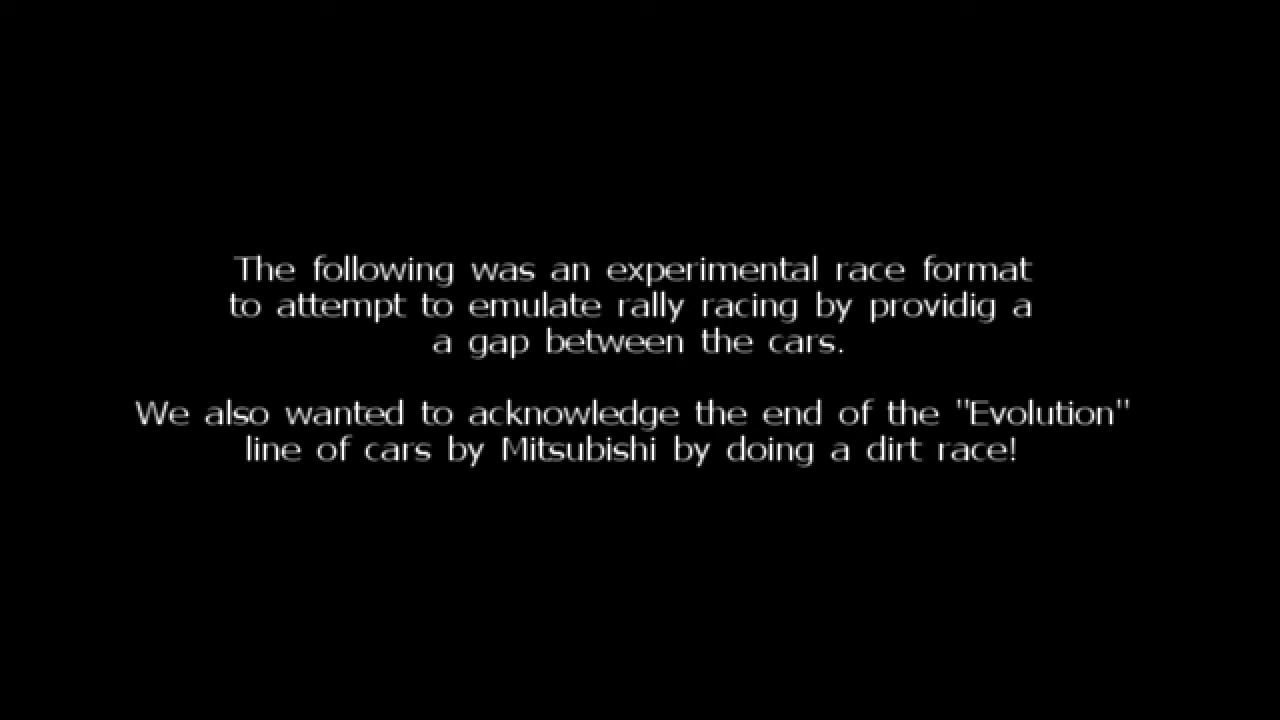 The following was an experimental race format
to attempt to emulate rally racing by providig a
a gap between the cars.
We also wanted to acknowledge the end of the "Evolution"
line of cars by Mitsubishi by doing a dirt race!